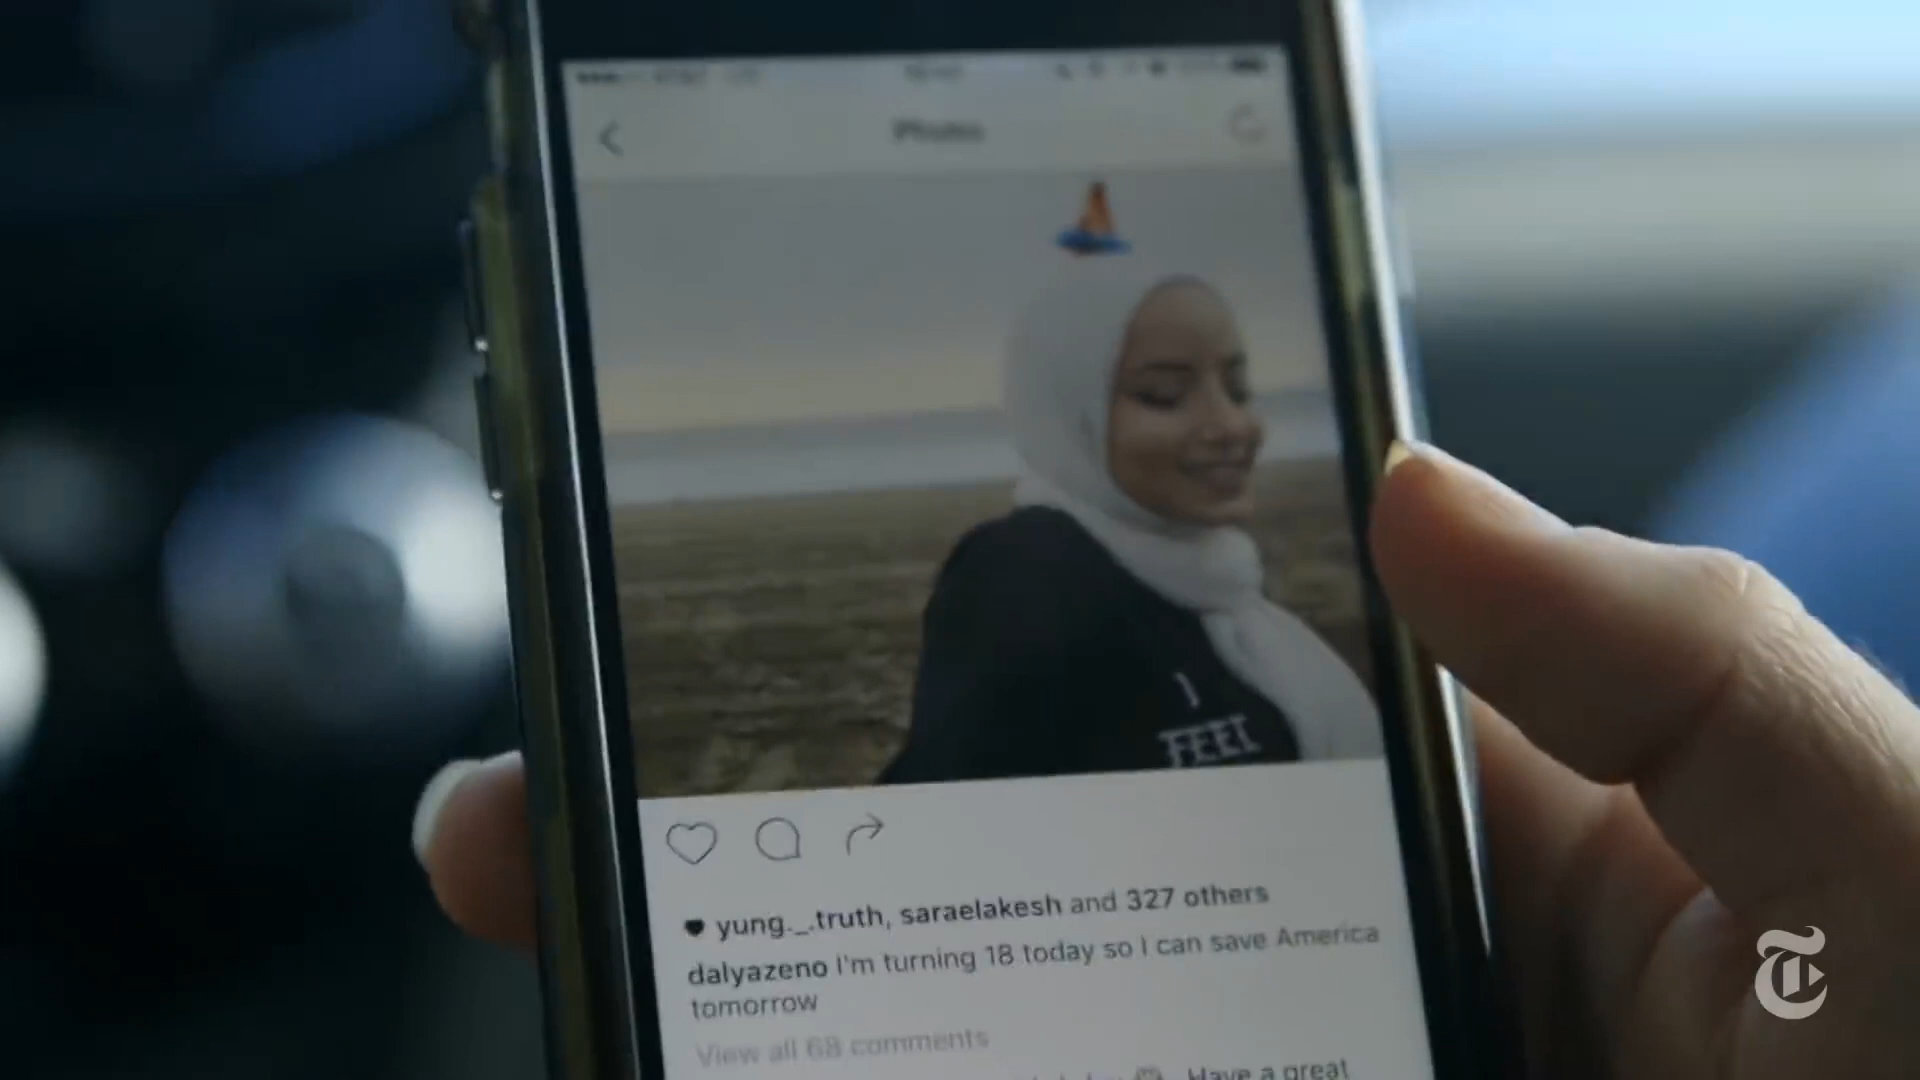 Photo
I
FEEL
yung._.truth, saraelakesh and 327 others
dalyazeno I'm turning 18 today so I can save America
tomorrow
View all 68 comments
Have a great